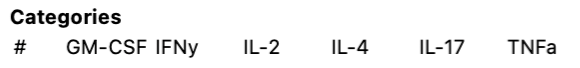 Categories
# GM-CSF IFNy IL-2 IL-4 IL-17 TNFa